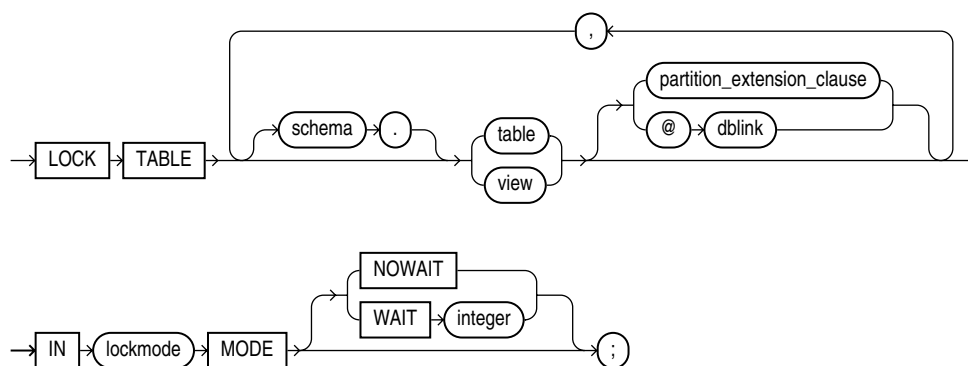 ,
partition_extension_clause
schema . table
@ dblink
LOCK TABLE
view
NOWAIT
WAIT integer
IN lockmode MODE ;